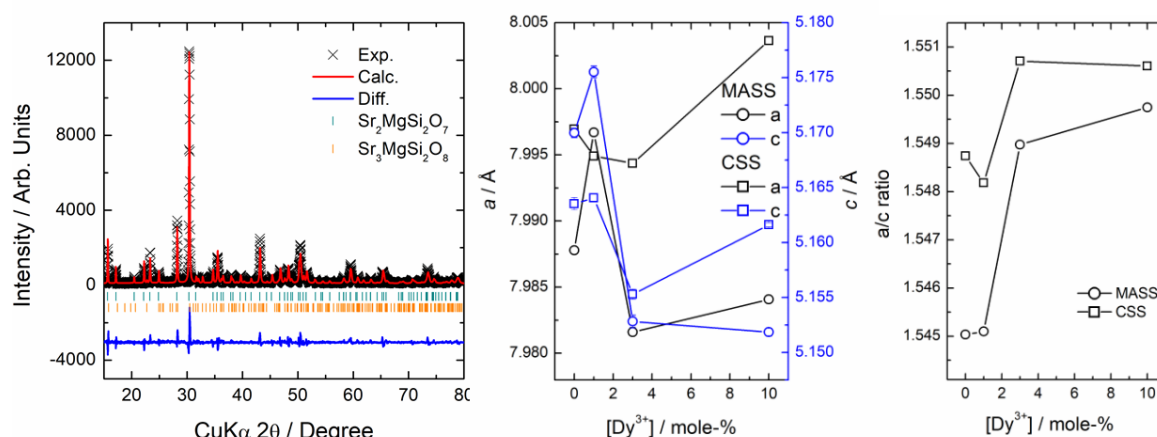 12000
8000
4000
0
-4000
Intensity / Arb. Units
Exp.
Calc.
Diff.
Sr₂MgSi₂O₇
Sr₃MgSi₂O₈
20 30 40 50 60 70 80
CuKα 2θ / Degree
8.005
8.000
7.995
7.990
7.985
7.980
a / Å
MASS
a
c
CSS
a
c
5.180
5.175
5.170
5.165
5.160
5.155
5.150
c / Å
0 2 4 6 8 10
[Dy³⁺] / mole-%
1.551
1.550
1.549
1.548
1.547
1.546
1.545
a/c ratio
MASS
CSS
0 2 4 6 8 10
[Dy³⁺] / mole-%